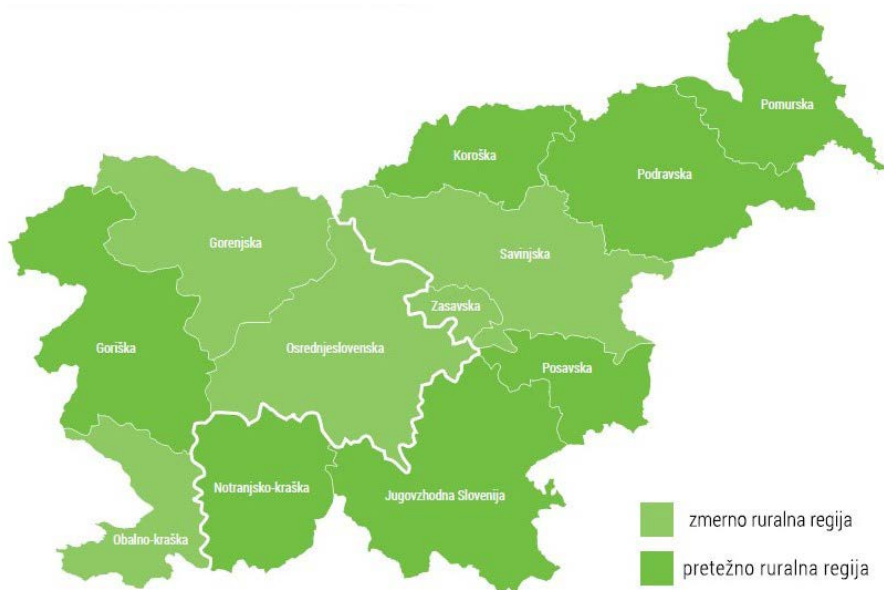 Pomurska
Koroška
Podravska
Gorenjska
Savinjska
Zasavska
Goriška
Osrednjeslovenska
Posavska
Notranjsko-kraška
Jugovzhodna Slovenija
Obalno-kraška
zmerno ruralna regija
pretežno ruralna regija